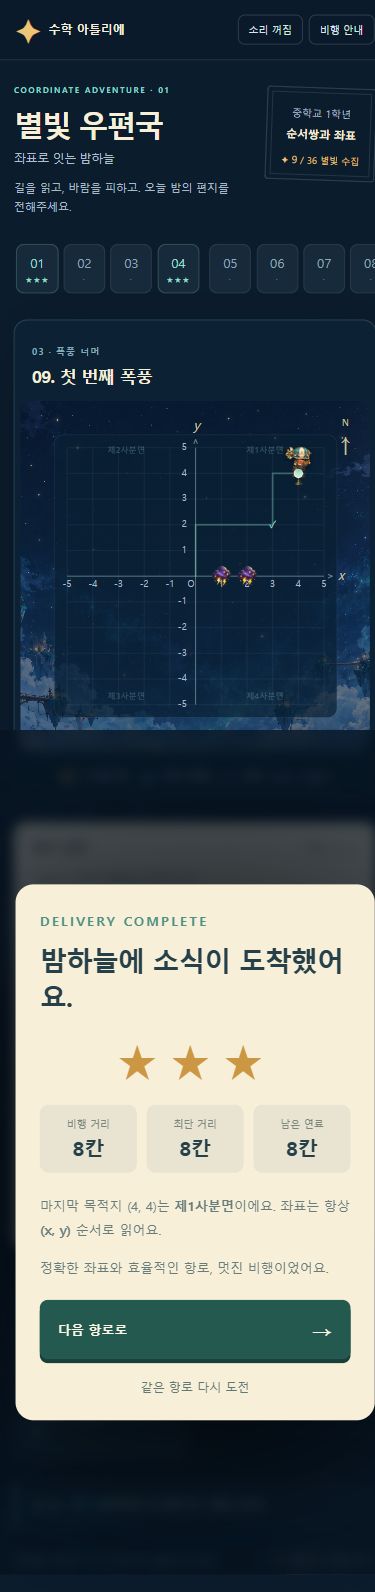 수학 아틀리에
소리 꺼짐
비행 안내
COORDINATE ADVENTURE · 01
별빛 우편국
좌표로 잇는 밤하늘
길을 읽고, 바람을 피하고. 오늘 밤의 편지를
전해주세요.
중학교 1학년
순서쌍과 좌표
✦ 9 / 36 별빛 수집
01 02 03 04 05 06 07 08
★★★ · · ★★★ · · ·
03 · 폭풍 너머
09. 첫 번째 폭풍
y
N
제2사분면
제1사분면
5
4
3
2
1
-5 -4 -3 -2 -1 O 1 2 3 4 5 x
-1
-2
-3
-4
-5
제3사분면
제4사분면
DELIVERY COMPLETE
밤하늘에 소식이 도착했어
요.
★ ★ ★
비행 거리
8칸
최단 거리
8칸
남은 연료
8칸
마지막 목적지 (4, 4)는 제1사분면이에요. 좌표는 항상
(x, y) 순서로 읽어요.
정확한 좌표와 효율적인 항로, 멋진 비행이었어요.
다음 항로로 →
같은 항로 다시 도전